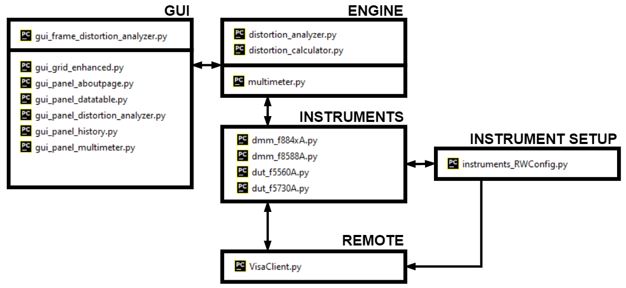 GUI
gui_frame_distortion_analyzer.py
gui_grid_enhanced.py
gui_panel_aboutpage.py
gui_panel_datatable.py
gui_panel_distortion_analyzer.py
gui_panel_history.py
gui_panel_multimeter.py
ENGINE
distortion_analyzer.py
distortion_calculator.py
multimeter.py
INSTRUMENTS
dmm_f884xA.py
dmm_f8588A.py
dut_f5560A.py
dut_f5730A.py
INSTRUMENT SETUP
instruments_RWConfig.py
REMOTE
VisaClient.py